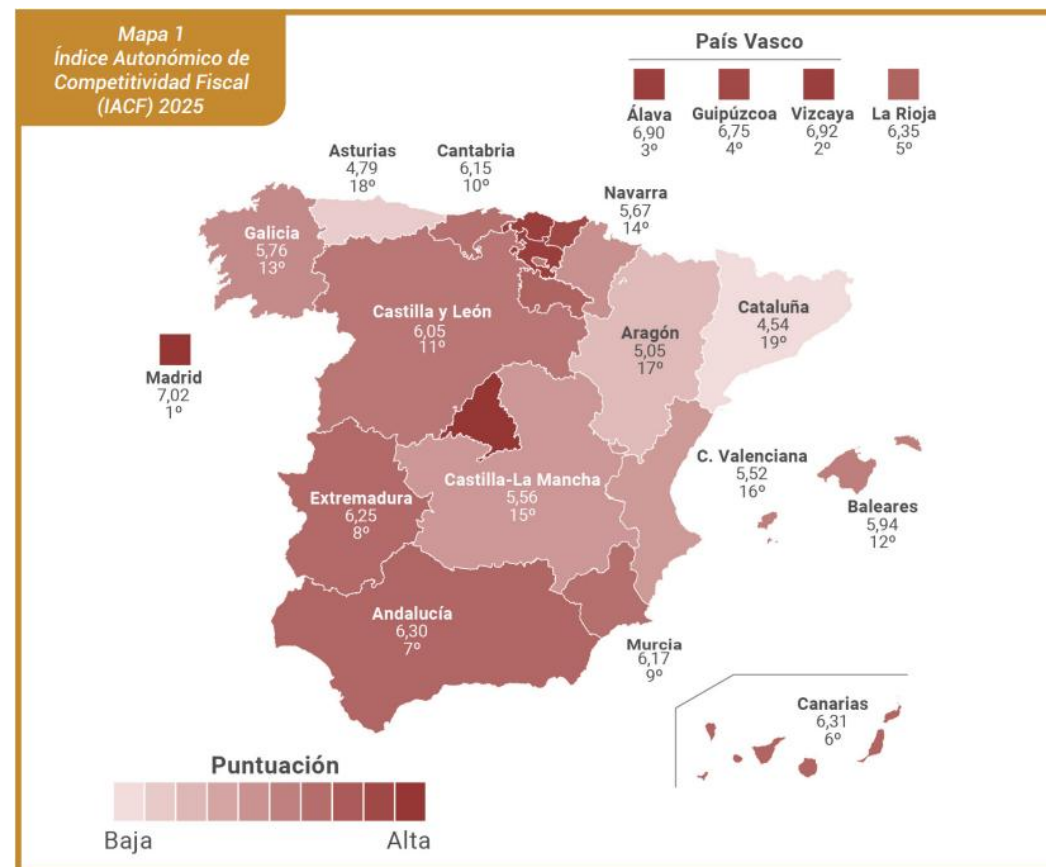 Mapa 1
Índice Autonómico de
Competitividad Fiscal
(IACF) 2025
País Vasco
Álava
6,90
3º
Guipúzcoa
6,75
4º
Vizcaya
6,92
2º
La Rioja
6,35
5º
Asturias
4,79
18º
Cantabria
6,15
10º
Navarra
5,67
14º
Galicia
5,76
13º
Castilla y León
6,05
11º
Aragón
5,05
17º
Cataluña
4,54
19º
Madrid
7,02
1º
C. Valenciana
5,52
16º
Baleares
5,94
12º
Castilla-La Mancha
5,56
15º
Extremadura
6,25
8º
Andalucía
6,30
7º
Murcia
6,17
9º
Canarias
6,31
6º
Puntuación
Baja
Alta